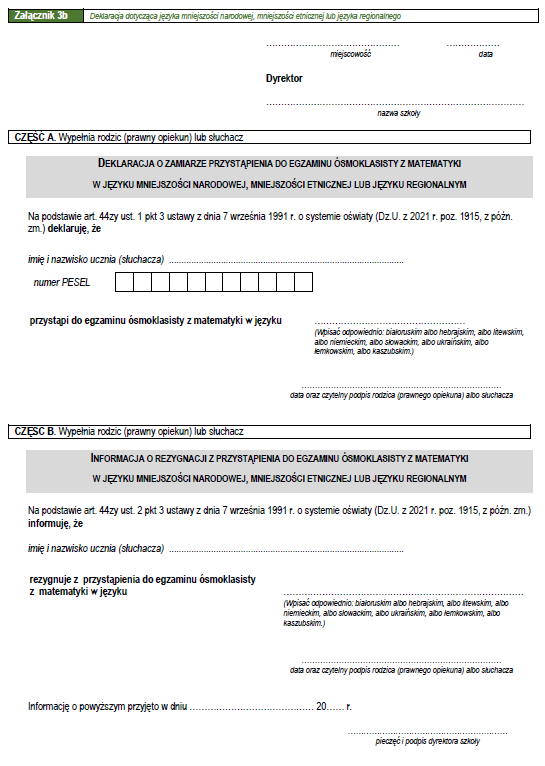 Załącznik 3b Deklaracja dotycząca języka mniejszości narodowej, mniejszości etnicznej lub języka regionalnego
................................................ ...................
miejscowość data
Dyrektor
.............................................................................................
nazwa szkoły
CZĘŚĆ A. Wypełnia rodzic (prawny opiekun) lub słuchacz
DEKLARACJA O ZAMIARZE PRZYSTĄPIENIA DO EGZAMINU ÓSMOKLASISTY Z MATEMATYKI
W JĘZYKU MNIEJSZOŚCI NARODOWEJ, MNIEJSZOŚCI ETNICZNEJ LUB JĘZYKU REGIONALNYM
Na podstawie art. 44zy ust. 1 pkt 3 ustawy z dnia 7 września 1991 r. o systemie oświaty (Dz.U. z 2021 r. poz. 1915, z późn.
zm.) deklaruję, że
imię i nazwisko ucznia (słuchacza) ....................................................................................
numer PESEL
przystąpi do egzaminu ósmoklasisty z matematyki w języku ......................................................
(Wpisać odpowiednio: białoruskim albo hebrajskim, albo litewskim,
albo niemieckim, albo słowackim, albo ukraińskim, albo
łemkowskim, albo kaszubskim.)
........................................................................
data oraz czytelny podpis rodzica (prawnego opiekuna) albo słuchacza
CZĘŚĆ B. Wypełnia rodzic (prawny opiekun) lub słuchacz
INFORMACJA O REZYGNACJI Z PRZYSTĄPIENIA DO EGZAMINU ÓSMOKLASISTY Z MATEMATYKI
W JĘZYKU MNIEJSZOŚCI NARODOWEJ, MNIEJSZOŚCI ETNICZNEJ LUB JĘZYKU REGIONALNYM
Na podstawie art. 44zy ust. 2 pkt 3 ustawy z dnia 7 września 1991 r. o systemie oświaty (Dz.U. z 2021 r. poz. 1915, z późn. zm.)
informuję, że
imię i nazwisko ucznia (słuchacza) ....................................................................................
rezygnuje z przystąpienia do egzaminu ósmoklasisty
z matematyki w języku ......................................................................................
(Wpisać odpowiednio: białoruskim albo hebrajskim, albo litewskim, albo
niemieckim, albo słowackim, albo ukraińskim, albo łemkowskim, albo
kaszubskim.)
........................................................................
data oraz czytelny podpis rodzica (prawnego opiekuna) albo słuchacza
Informację o powyższym przyjęto w dniu ............................................ 20...... r.
.........................................................
pieczęć i podpis dyrektora szkoły